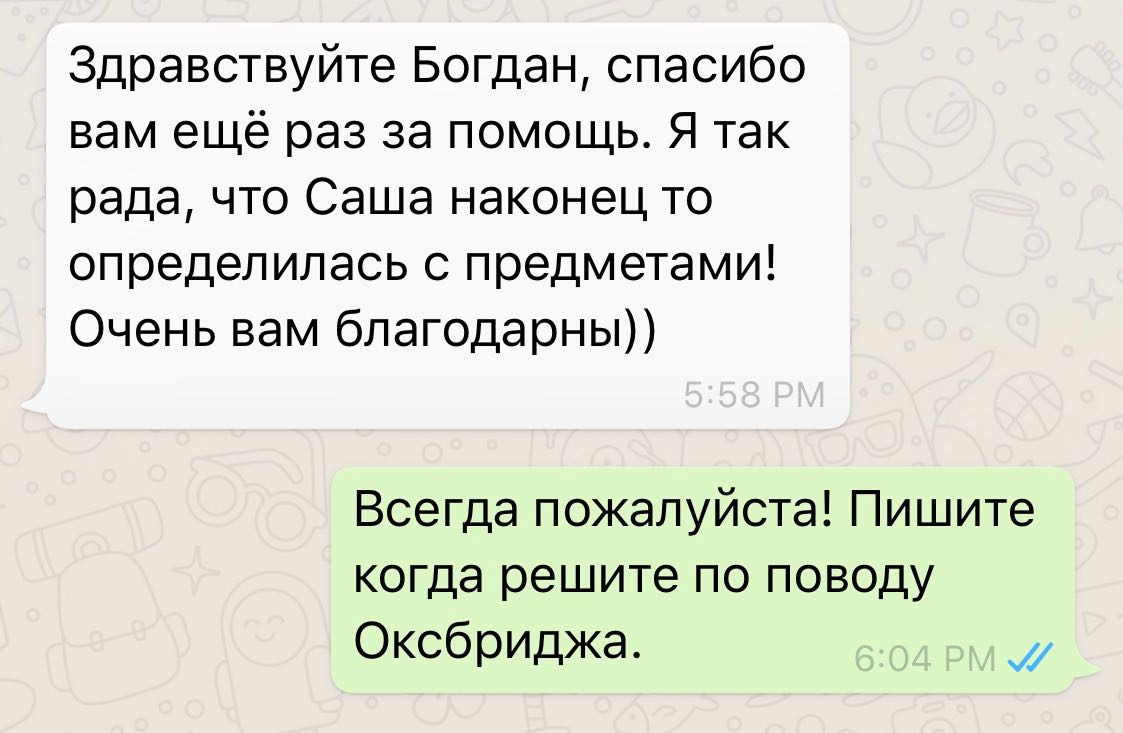 Здравствуйте Богдан, спасибо
вам ещё раз за помощь. Я так
рада, что Саша наконец то
определилась с предметами!
Очень вам благодарны))
5:58 PM
Всегда пожалуйста! Пишите
когда решите по поводу
Оксбриджа.
6:04 PM